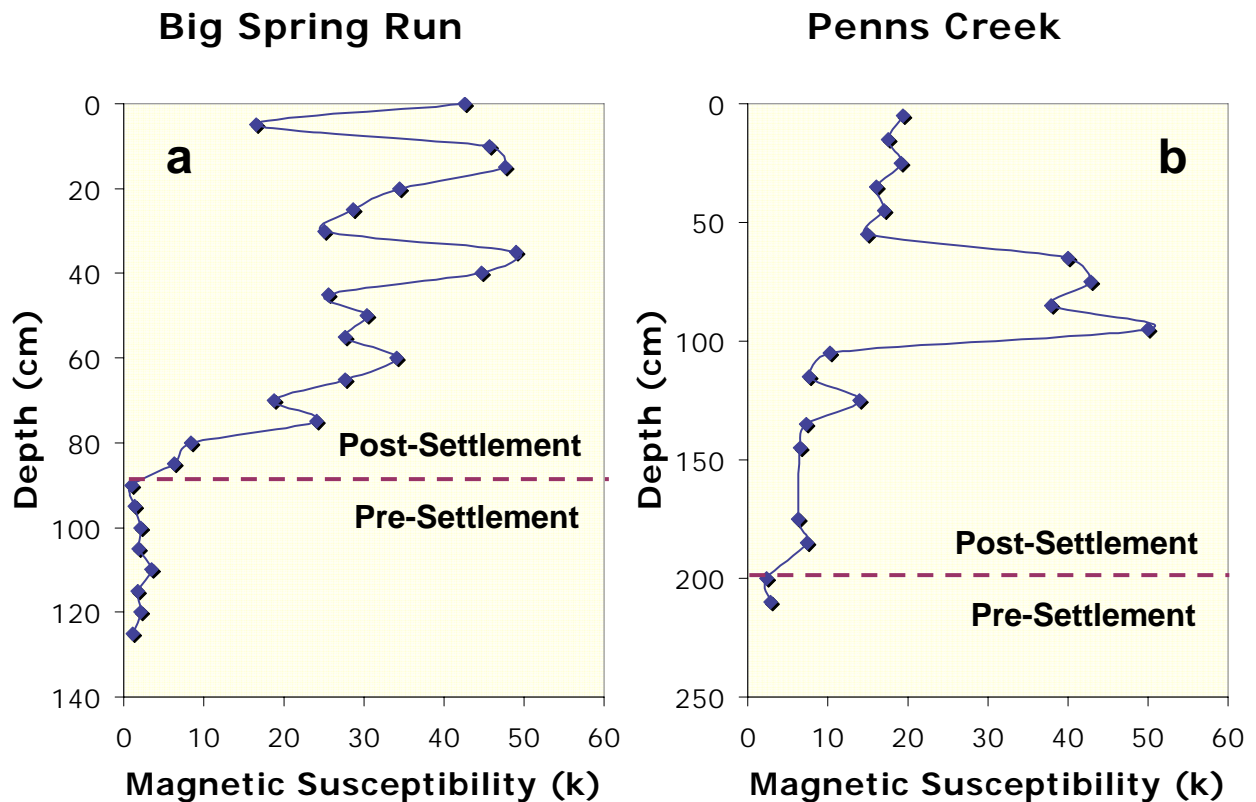 Big Spring Run
0
20
40
60
80
100
120
140
Depth (cm)
a
Post-Settlement
Pre-Settlement
0 10 20 30 40 50 60
Magnetic Susceptibility (k)
Penns Creek
0
50
100
150
200
250
Depth (cm)
b
Post-Settlement
Pre-Settlement
0 10 20 30 40 50 60
Magnetic Susceptibility (k)